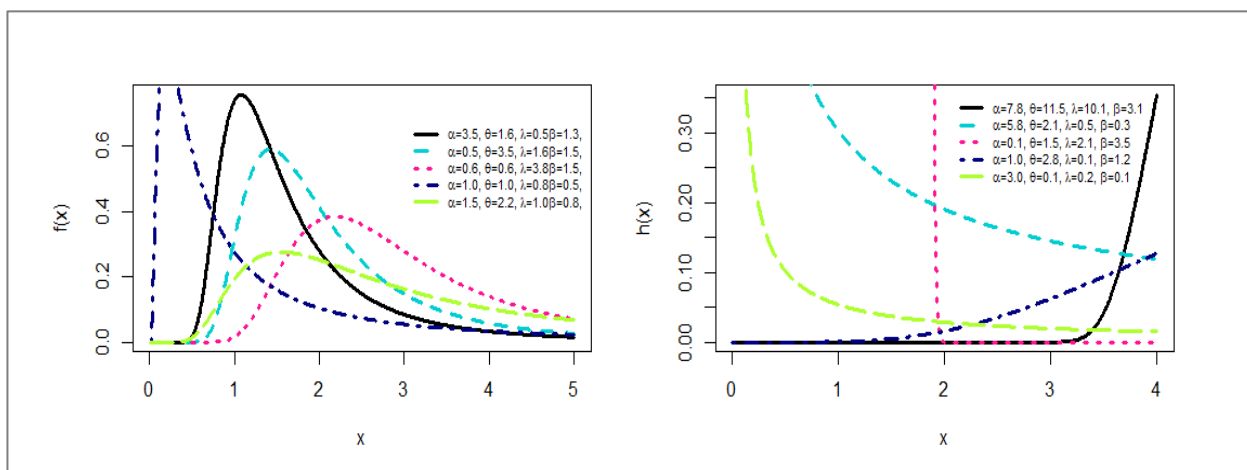 f(x)
0.0 0.2 0.4 0.6
0 1 2 3 4 5
x
α=3.5, θ=1.6, λ=0.5β=1.3,
α=0.5, θ=3.5, λ=1.6β=1.5,
α=0.6, θ=0.6, λ=3.8β=1.5,
α=1.0, θ=1.0, λ=0.8β=0.5,
α=1.5, θ=2.2, λ=1.0β=0.8,
h(x)
0.00 0.10 0.20 0.30
0 1 2 3 4
x
α=7.8, θ=11.5, λ=10.1, β=3.1
α=5.8, θ=2.1, λ=0.5, β=0.3
α=0.1, θ=1.5, λ=2.1, β=3.5
α=1.0, θ=2.8, λ=0.1, β=1.2
α=3.0, θ=0.1, λ=0.2, β=0.1